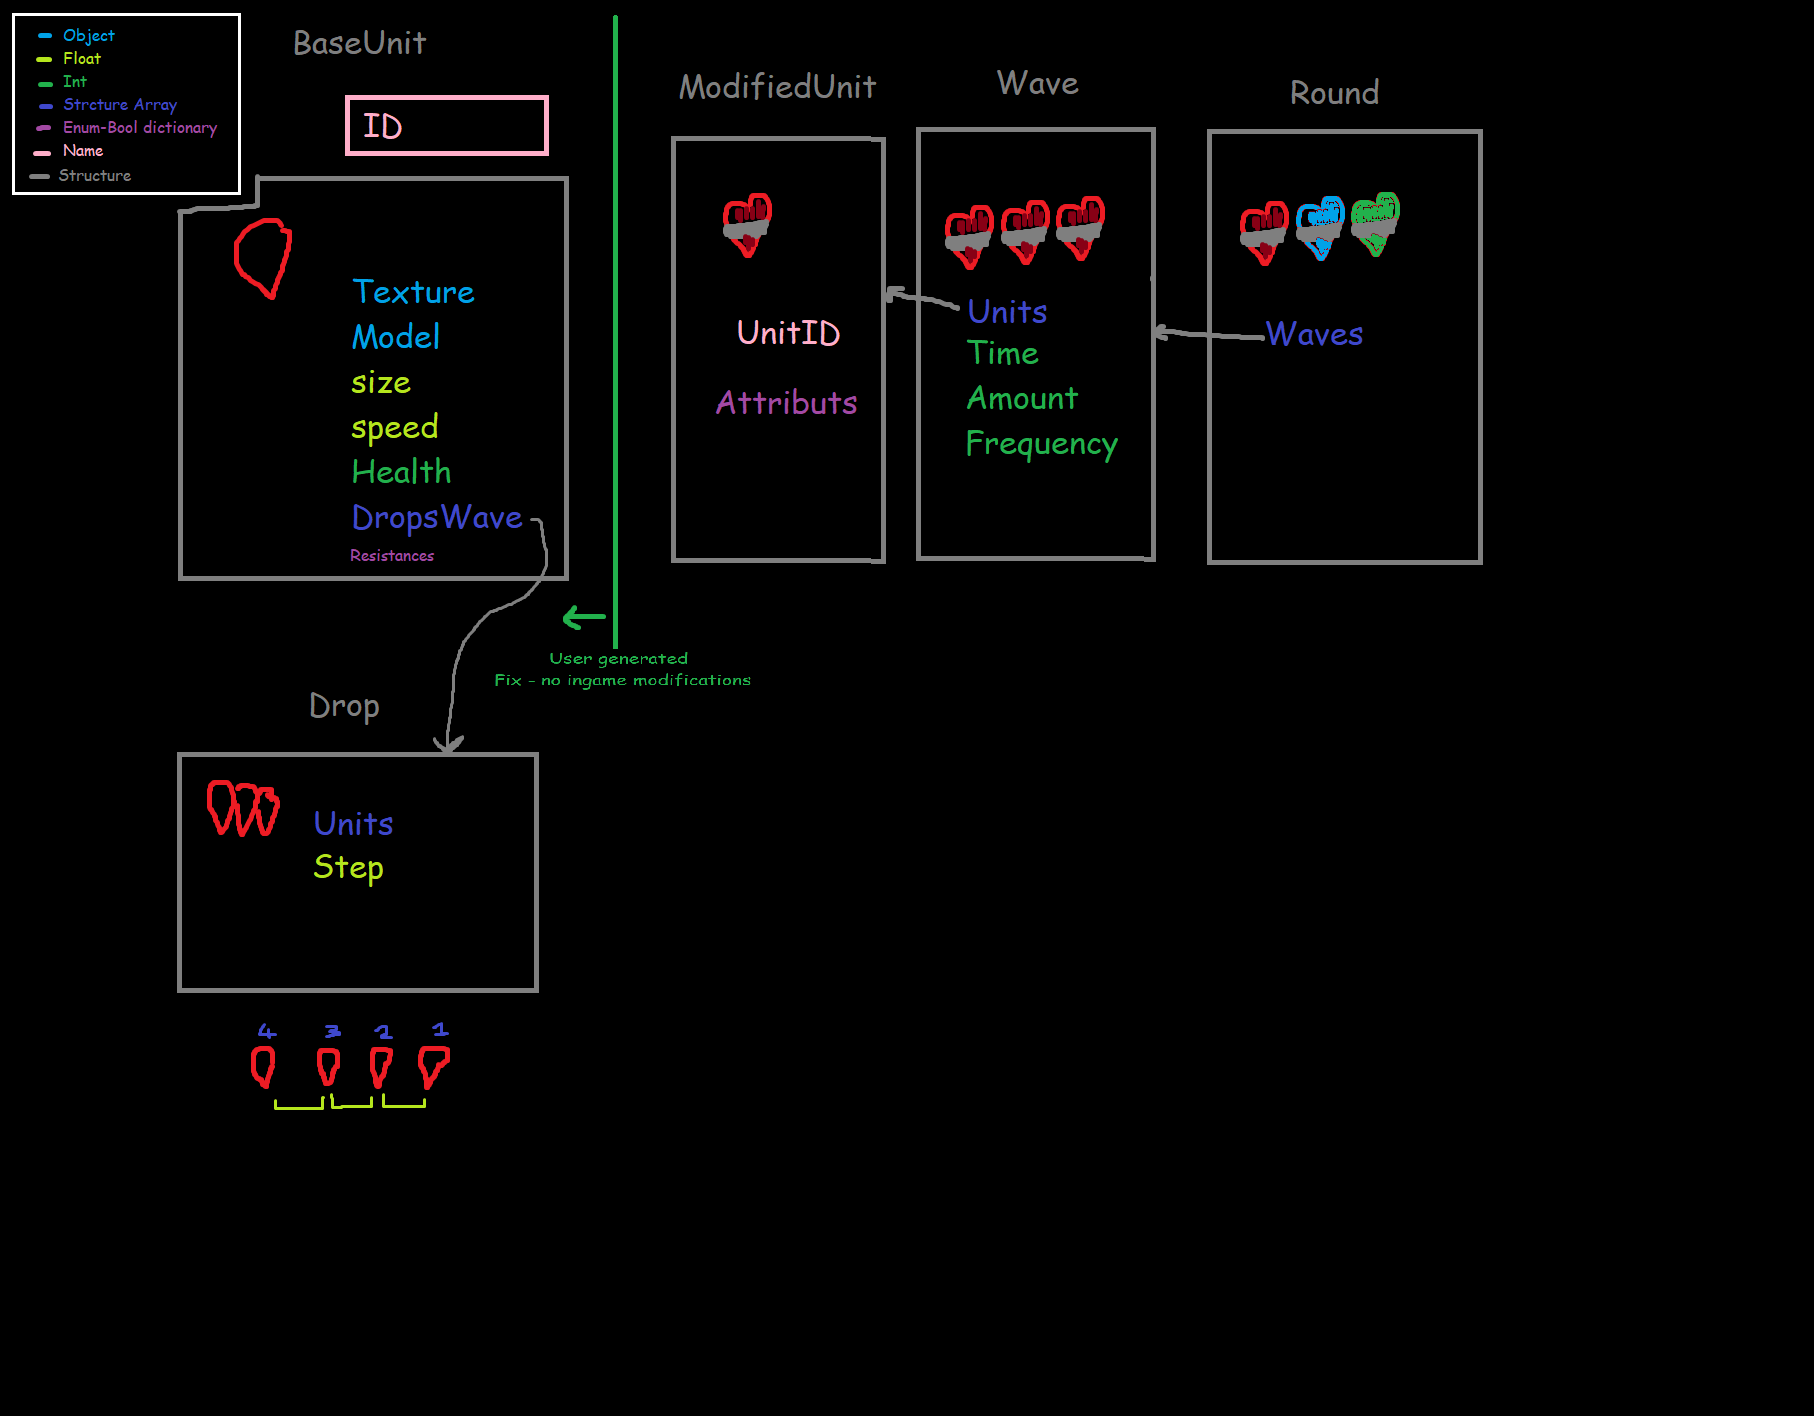 Object
Float
Int
Strcture Array
Enum-Bool dictionary
Name
Structure
BaseUnit
ID
Texture
Model
size
speed
Health
DropsWave
Resistances
User generated
Fix - no ingame modifications
ModifiedUnit
UnitID
Attributs
Wave
Units
Time
Amount
Frequency
Round
Waves
Drop
Units
Step
4 3 2 1